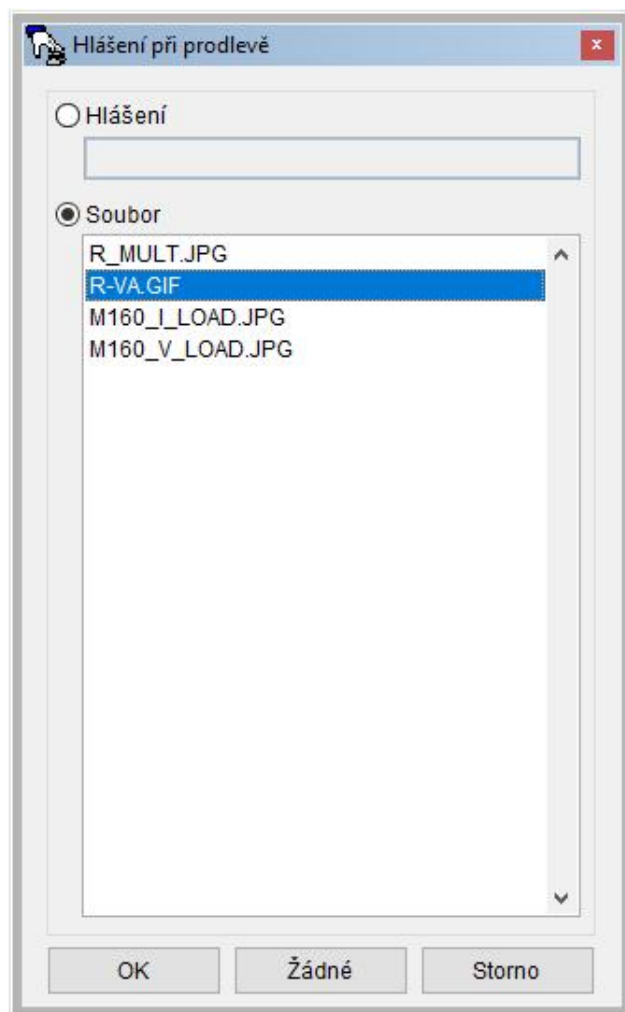 Hlášení při prodlevě
Hlášení
Soubor
R_MULT.JPG
R-VA.GIF
M160_I_LOAD.JPG
M160_V_LOAD.JPG
OK Žádné Storno